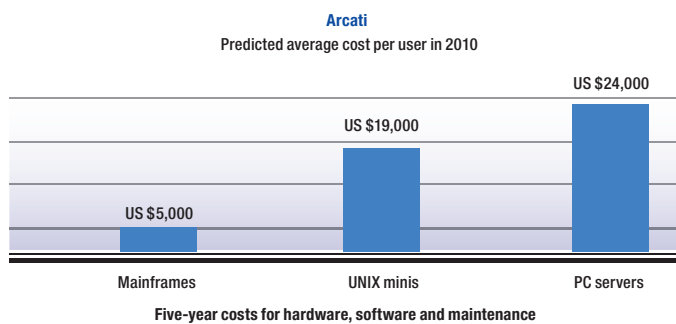 Arcati
Predicted average cost per user in 2010
US $24,000
US $19,000
US $5,000
Mainframes UNIX minis PC servers
Five-year costs for hardware, software and maintenance